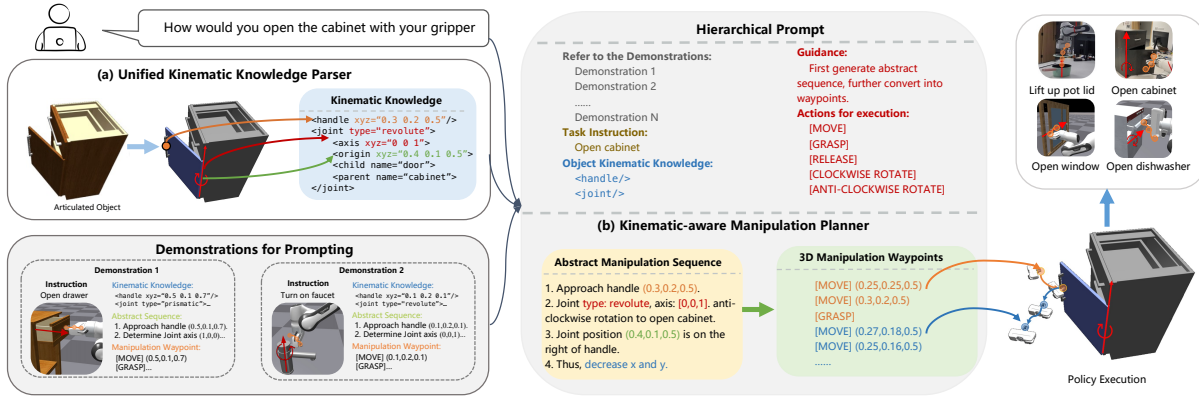 How would you open the cabinet with your gripper
(a) Unified Kinematic Knowledge Parser
Kinematic Knowledge
<handle xyz="0.3 0.2 0.5"/>
<joint type="revolute">
<axis xyz="0 0 1">
<origin xyz="0.4 0.1 0.5">
<child name="door">
<parent name="cabinet">
</joint>
Articulated Object
Demonstrations for Prompting
Demonstration 1
Instruction
Open drawer
Kinematic Knowledge:
<handle xyz="0.5 0.1 0.7"/>
<joint type="prismatic">…
Abstract Sequence:
1. Approach handle (0.5,0.1,0.7).
2. Determine Joint axis (1,0,0)...
Manipulation Waypoint:
[MOVE] (0.5,0.1,0.7)
[GRASP]...
Demonstration 2
Instruction
Turn on faucet
Kinematic Knowledge:
<handle xyz="0.1 0.2 0.1"/>
<joint type="revolute">…
Abstract Sequence:
1. Approach handle (0.1,0.2,0.1).
2. Determine Joint axis (0,0,1)...
Manipulation Waypoint:
[MOVE] (0.1,0.2,0.1)
[GRASP]...
Hierarchical Prompt
Refer to the Demonstrations:
Demonstration 1
Demonstration 2
......
Demonstration N
Task Instruction:
Open cabinet
Object Kinematic Knowledge:
<handle/>
<joint/>
Guidance:
First generate abstract
sequence, further convert into
waypoints.
Actions for execution:
[MOVE]
[GRASP]
[RELEASE]
[CLOCKWISE ROTATE]
[ANTI-CLOCKWISE ROTATE]
(b) Kinematic-aware Manipulation Planner
Abstract Manipulation Sequence
1. Approach handle (0.3,0.2,0.5).
2. Joint type: revolute, axis: [0,0,1]. anti-
clockwise rotation to open cabinet.
3. Joint position (0.4,0.1,0.5) is on the
right of handle.
4. Thus, decrease x and y.
3D Manipulation Waypoints
[MOVE] (0.25,0.25,0.5)
[MOVE] (0.3,0.2,0.5)
[GRASP]
[MOVE] (0.27,0.18,0.5)
[MOVE] (0.25,0.16,0.5)
......
Lift up pot lid
Open cabinet
Open window
Open dishwasher
Policy Execution